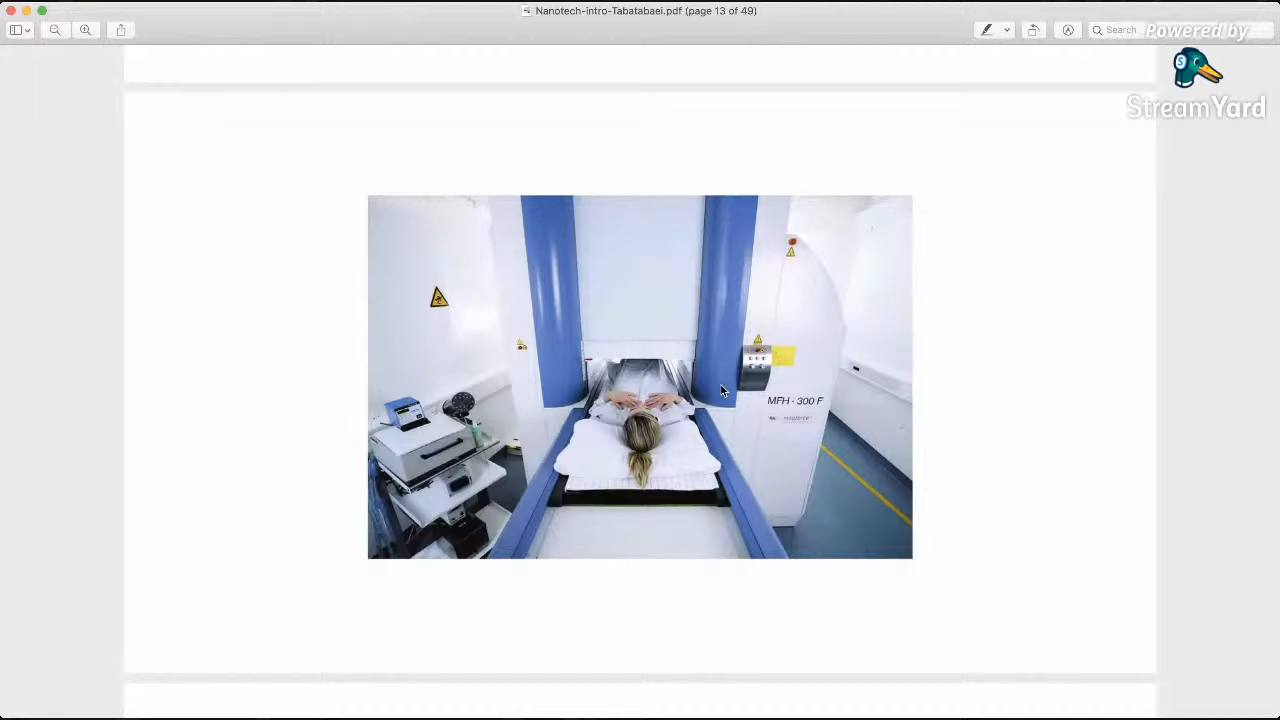 Nanotech-intro-Tabatabaei.pdf (page 13 of 49)
Search
Powered by
S
StreamYard
MFH - 300 F